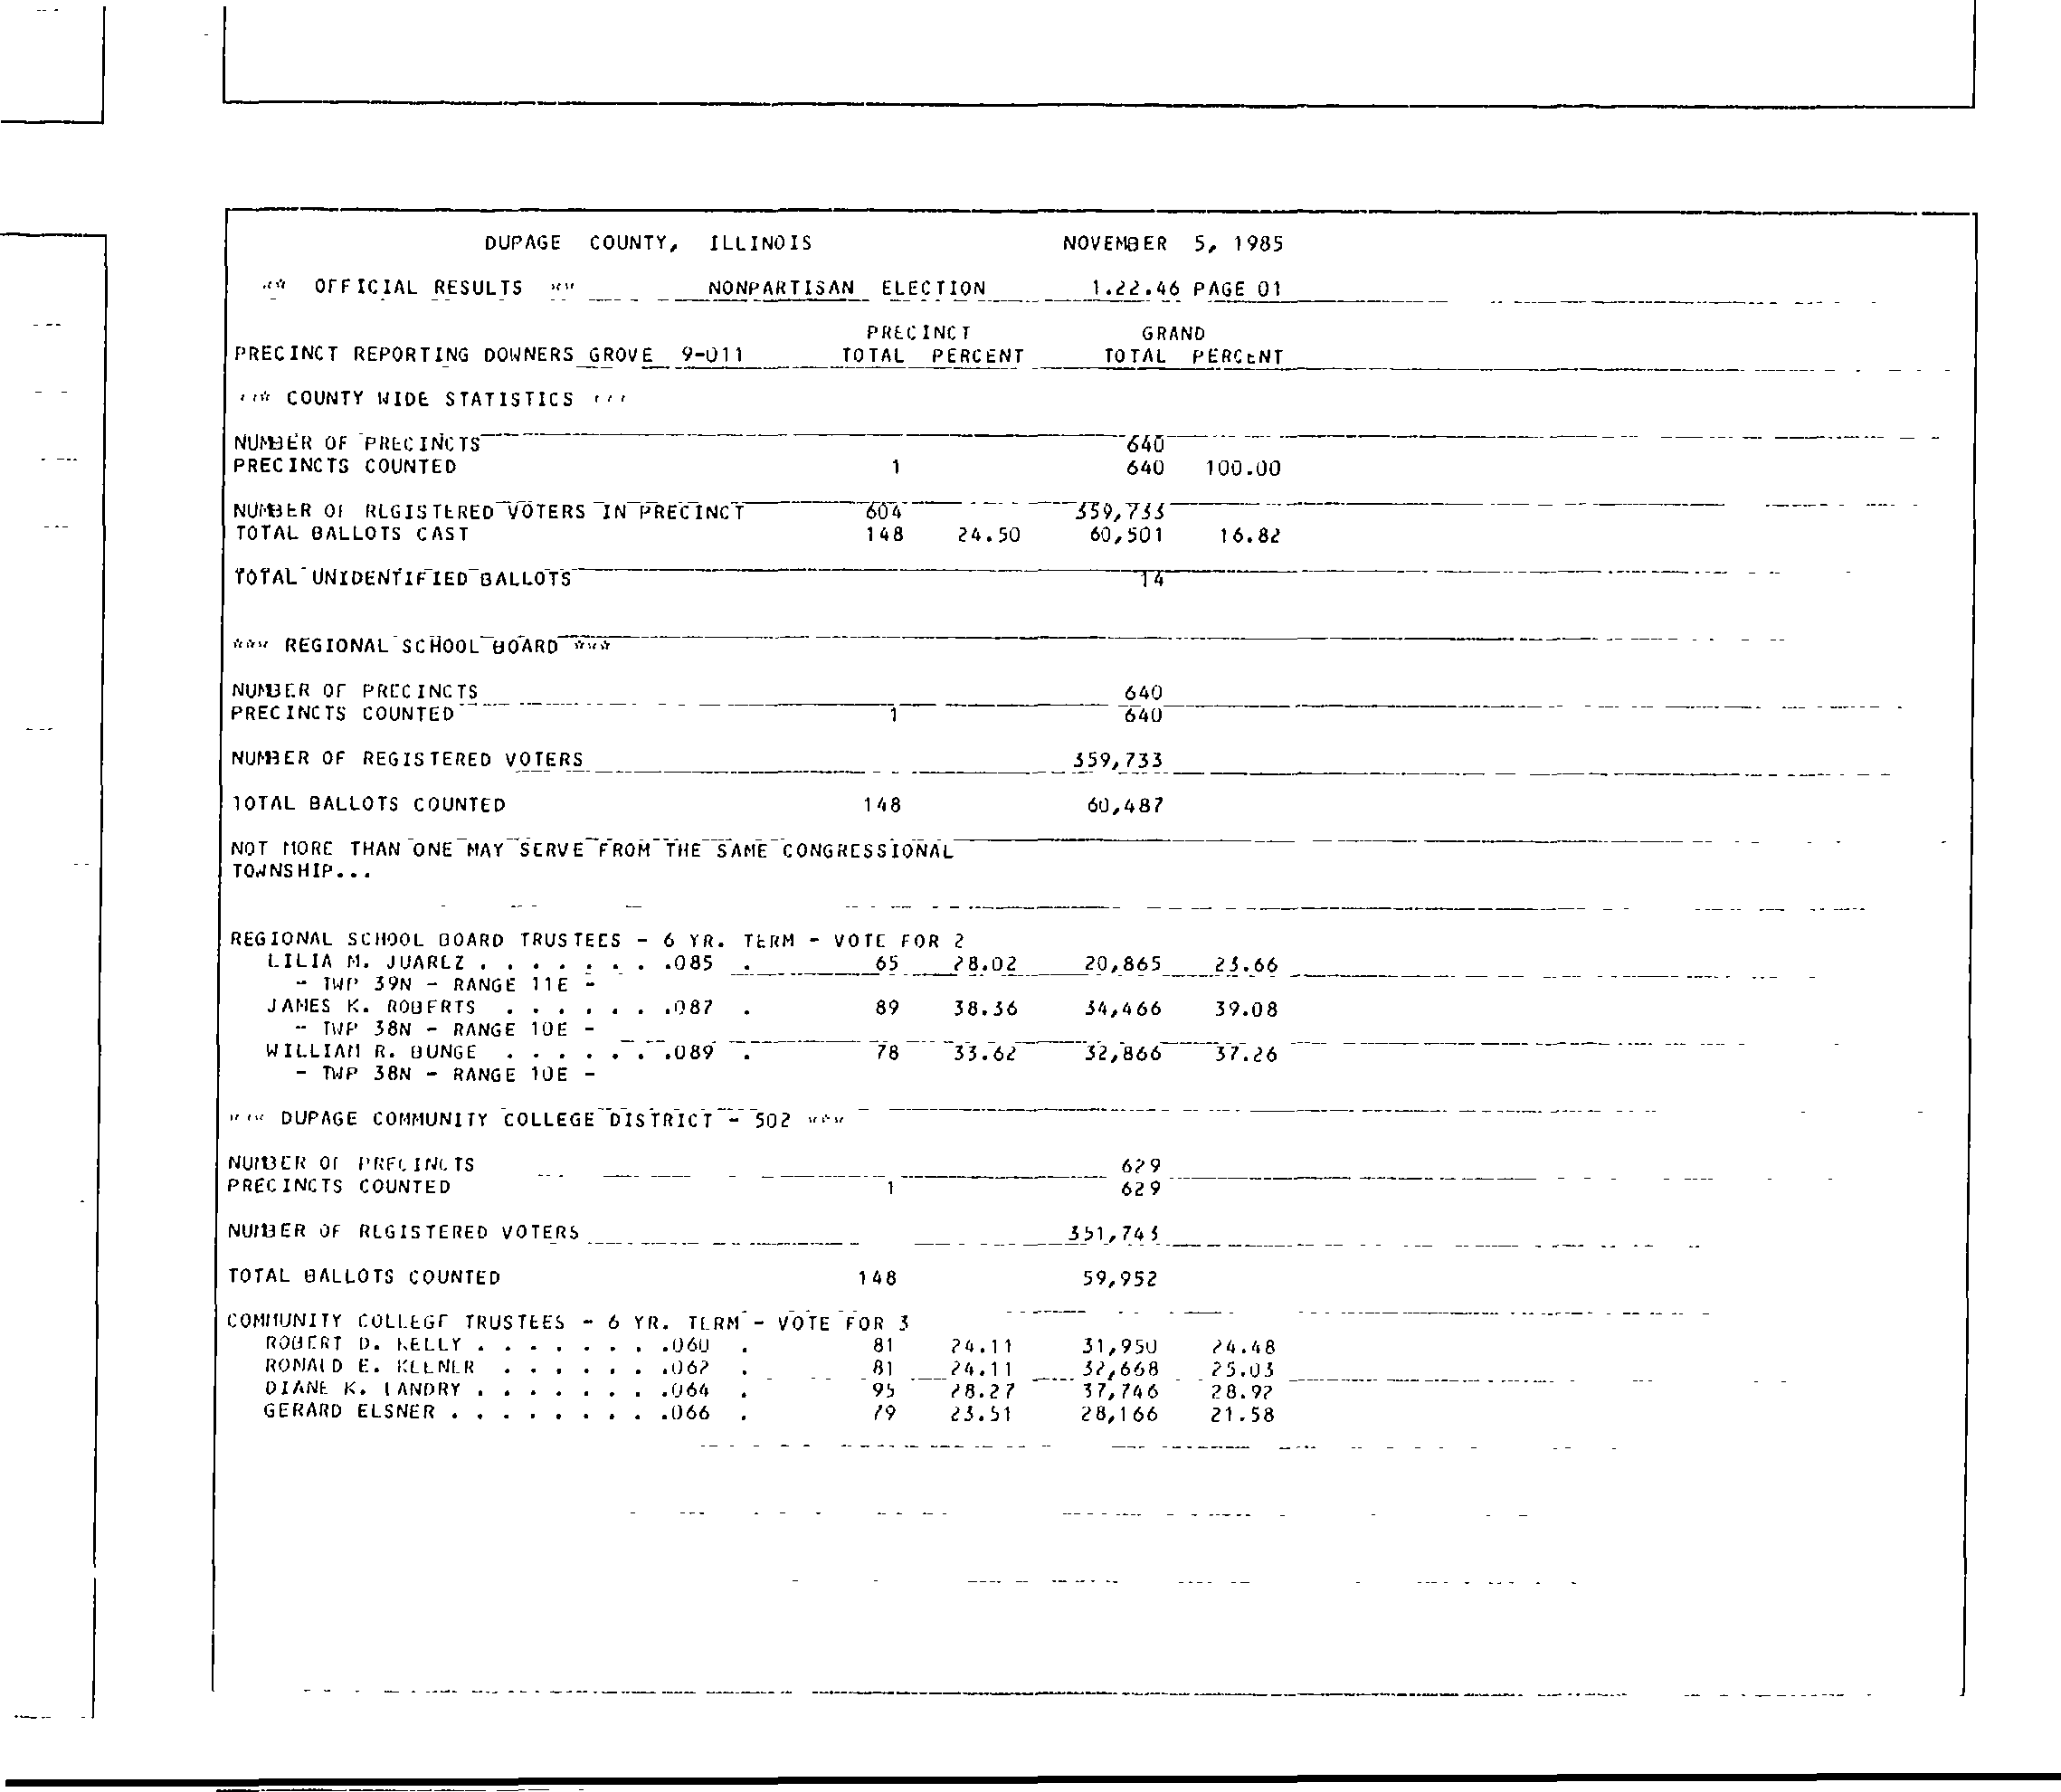 DUPAGE COUNTY, ILLINOIS NOVEMBER 5, 1985
** OFFICIAL RESULTS ** NONPARTISAN ELECTION 1.22.46 PAGE 01
PRECINCT GRAND
PRECINCT REPORTING DOWNERS GROVE 9-011 TOTAL PERCENT TOTAL PERCENT
*** COUNTY WIDE STATISTICS ***
NUMBER OF PRECINCTS 640
PRECINCTS COUNTED 1 640 100.00
NUMBER OF REGISTERED VOTERS IN PRECINCT 604 359,733
TOTAL BALLOTS CAST 148 24.50 60,501 16.82
TOTAL UNIDENTIFIED BALLOTS 14
*** REGIONAL SCHOOL BOARD ***
NUMBER OF PRECINCTS 640
PRECINCTS COUNTED 1 640
NUMBER OF REGISTERED VOTERS 359,733
TOTAL BALLOTS COUNTED 148 60,487
NOT MORE THAN ONE MAY SERVE FROM THE SAME CONGRESSIONAL
TOWNSHIP...
REGIONAL SCHOOL BOARD TRUSTEES - 6 YR. TERM - VOTE FOR 2
LILIA M. JUAREZ . . . . . . . .085 . 65 28.02 20,865 23.66
- TWP 39N - RANGE 11E -
JAMES K. ROBERTS . . . . . . .087 . 89 38.36 34,466 39.08
- TWP 38N - RANGE 10E -
WILLIAM R. BUNGE . . . . . . .089 . 78 33.62 32,866 37.26
- TWP 38N - RANGE 10E -
*** DUPAGE COMMUNITY COLLEGE DISTRICT - 502 ***
NUMBER OF PRECINCTS 629
PRECINCTS COUNTED 1 629
NUMBER OF REGISTERED VOTERS 351,743
TOTAL BALLOTS COUNTED 148 59,952
COMMUNITY COLLEGE TRUSTEES - 6 YR. TERM - VOTE FOR 3
ROBERT D. KELLY . . . . . . . .060 . 81 24.11 31,950 24.48
RONALD E. KEENER . . . . . . .062 . 81 24.11 32,668 25.03
DIANE K. LANDRY . . . . . . . .064 . 95 28.27 37,746 28.92
GERARD ELSNER . . . . . . . . .066 . 79 23.51 28,166 21.58